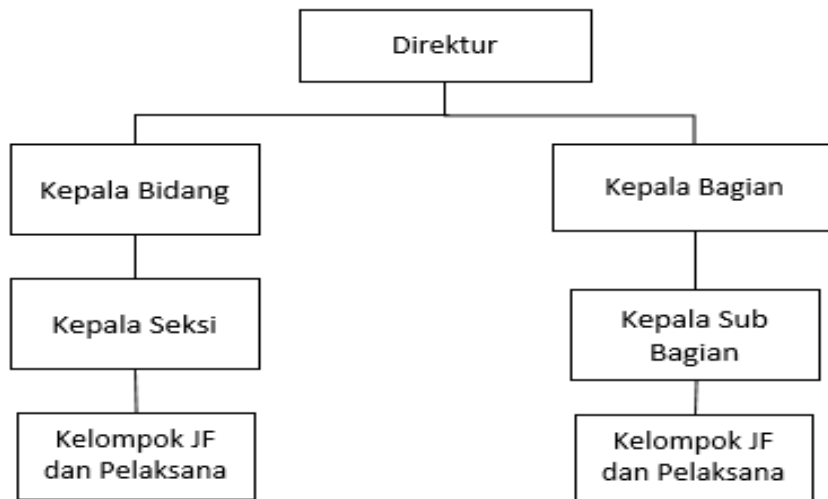 Direktur
Kepala Bidang
Kepala Bagian
Kepala Seksi
Kepala Sub
Bagian
Kelompok JF
dan Pelaksana
Kelompok JF
dan Pelaksana